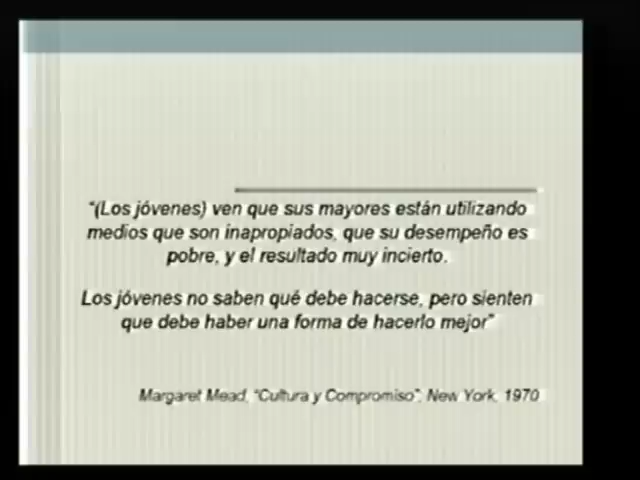 “(Los jóvenes) ven que sus mayores están utilizando
medios que son inapropiados, que su desempeño es
pobre, y el resultado muy incierto.
Los jóvenes no saben qué debe hacerse, pero sienten
que debe haber una forma de hacerlo mejor”
Margaret Mead, “Cultura y Compromiso”; New York, 1970